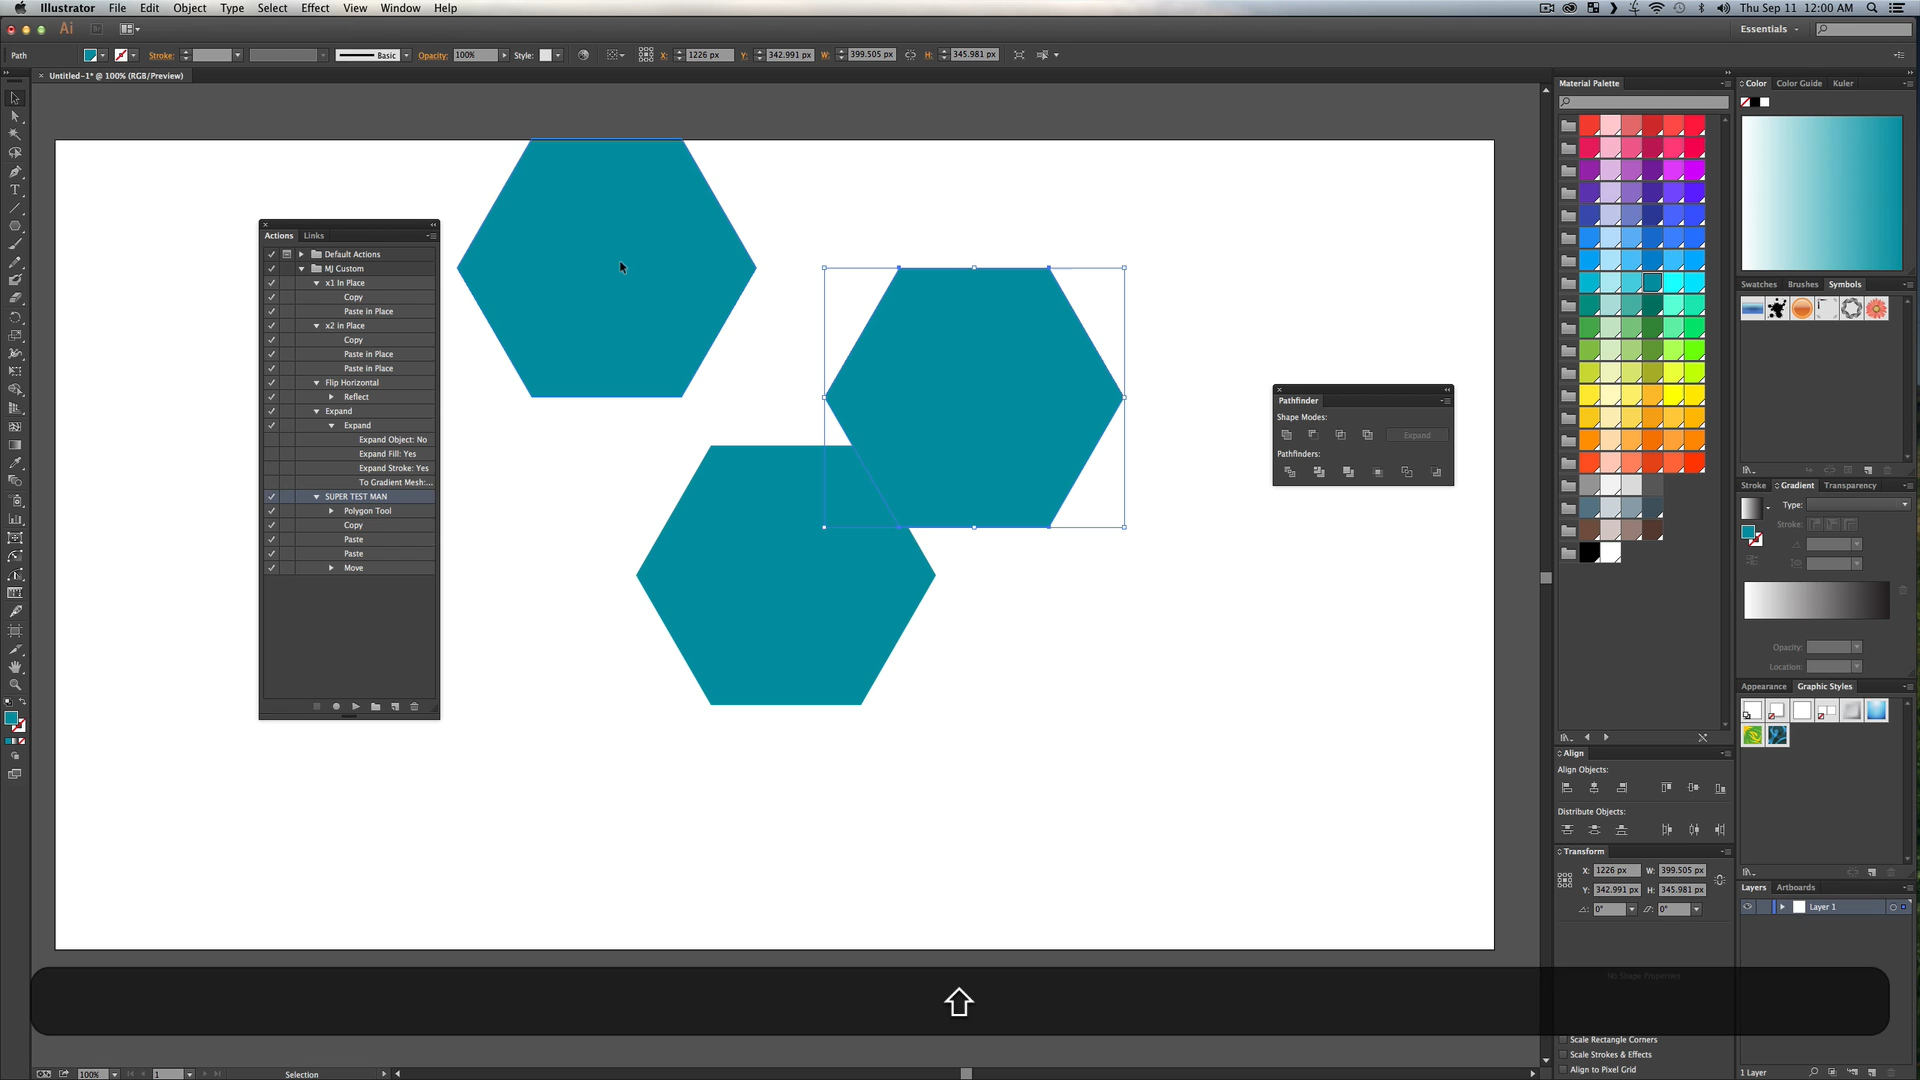 Illustrator File Edit Object Type Select Effect View Window Help Thu Sep 11 12:00 AM
Ai Br Essentials
Path Stroke: Basic Opacity: 100% Style: X: 1226 px Y: 342.991 px W: 399.505 px H: 345.981 px
Untitled-1* @ 100% (RGB/Preview)
Material Palette
Color Color Guide Kuler
Actions Links
Default Actions
MJ Custom
x1 In Place
Copy
Paste in Place
x2 in Place
Copy
Paste in Place
Paste in Place
Flip Horizontal
Reflect
Expand
Expand
Expand Object: No
Expand Fill: Yes
Expand Stroke: Yes
To Gradient Mesh:...
SUPER TEST MAN
Polygon Tool
Copy
Paste
Paste
Move
Pathfinder
Shape Modes:
Expand
Pathfinders:
Swatches Brushes Symbols
Stroke Gradient Transparency
Type:
Stroke:
Opacity:
Location:
Appearance Graphic Styles
Align
Align Objects:
Distribute Objects:
Transform
X: 1226 px W: 399.505 px
Y: 342.991 px H: 345.981 px
0° 0°
No Shape Properties
Scale Rectangle Corners
Scale Strokes & Effects
Align to Pixel Grid
Layers Artboards
Layer 1
1 Layer
100% 1 Selection